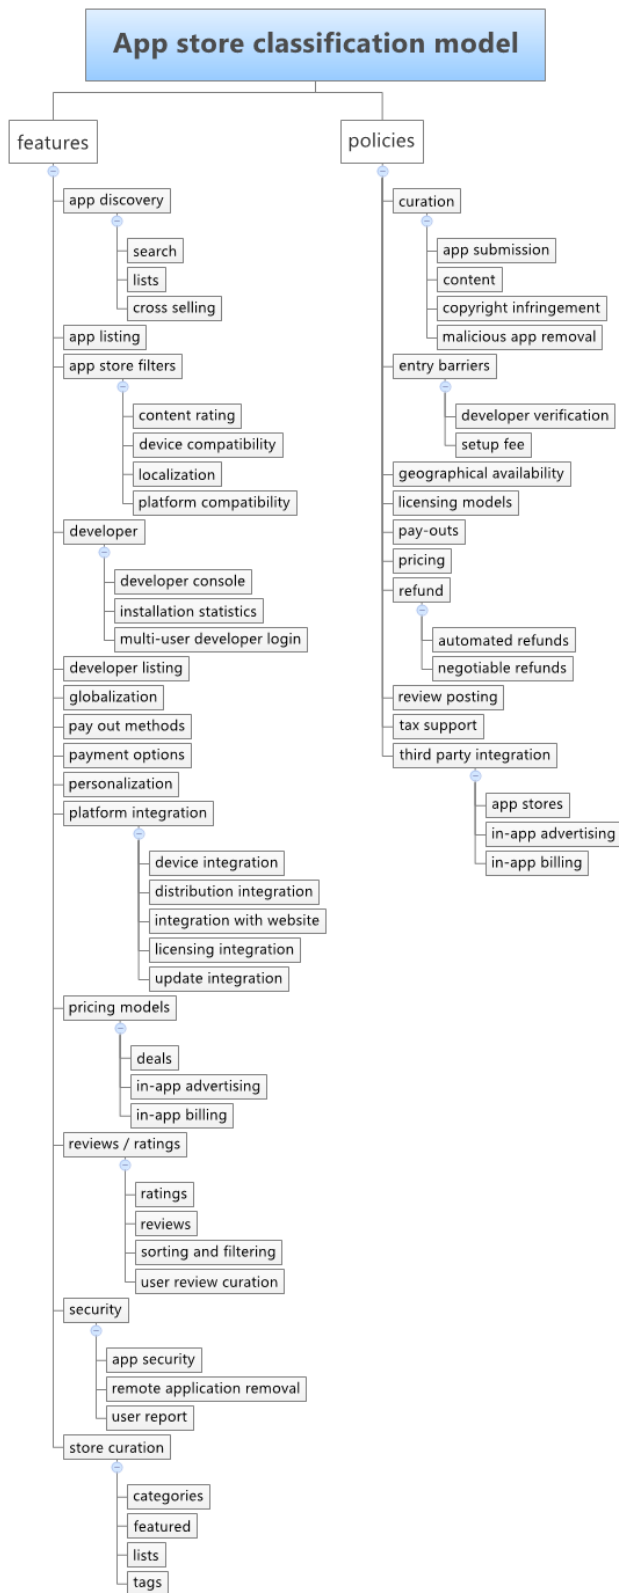 App store classification model
features
app discovery
search
lists
cross selling
app listing
app store filters
content rating
device compatibility
localization
platform compatibility
developer
developer console
installation statistics
multi-user developer login
developer listing
globalization
pay out methods
payment options
personalization
platform integration
device integration
distribution integration
integration with website
licensing integration
update integration
pricing models
deals
in-app advertising
in-app billing
reviews / ratings
ratings
reviews
sorting and filtering
user review curation
security
app security
remote application removal
user report
store curation
categories
featured
lists
tags
policies
curation
app submission
content
copyright infringement
malicious app removal
entry barriers
developer verification
setup fee
geographical availability
licensing models
pay-outs
pricing
refund
automated refunds
negotiable refunds
review posting
tax support
third party integration
app stores
in-app advertising
in-app billing